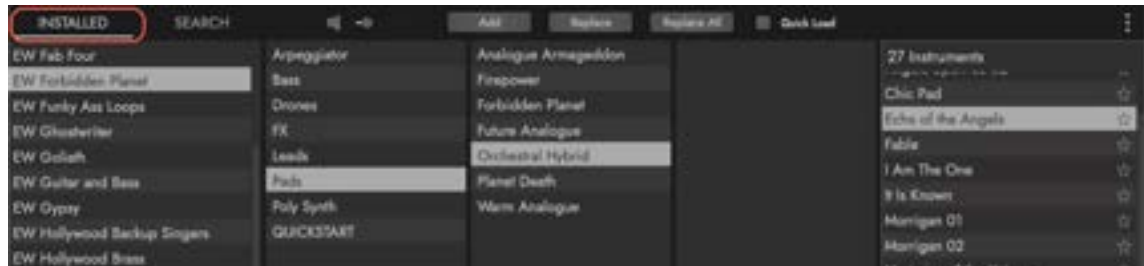 INSTALLED SEARCH Add Replace Replace All Quick Load
EW Fab Four
EW Forbidden Planet
EW Funky Ass Loops
EW Ghostwriter
EW Goliath
EW Guitar and Bass
EW Gypsy
EW Hollywood Backup Singers
EW Hollywood Brass
Arpeggiator
Bass
Drones
FX
Leads
Pads
Poly Synth
QUICKSTART
Analogue Armageddon
Firepower
Forbidden Planet
Future Analogue
Orchestral Hybrid
Planet Death
Warm Analogue
27 Instruments
Chic Pad
Echo of the Angels
Fable
I Am The One
It Is Known
Morrigan 01
Morrigan 02